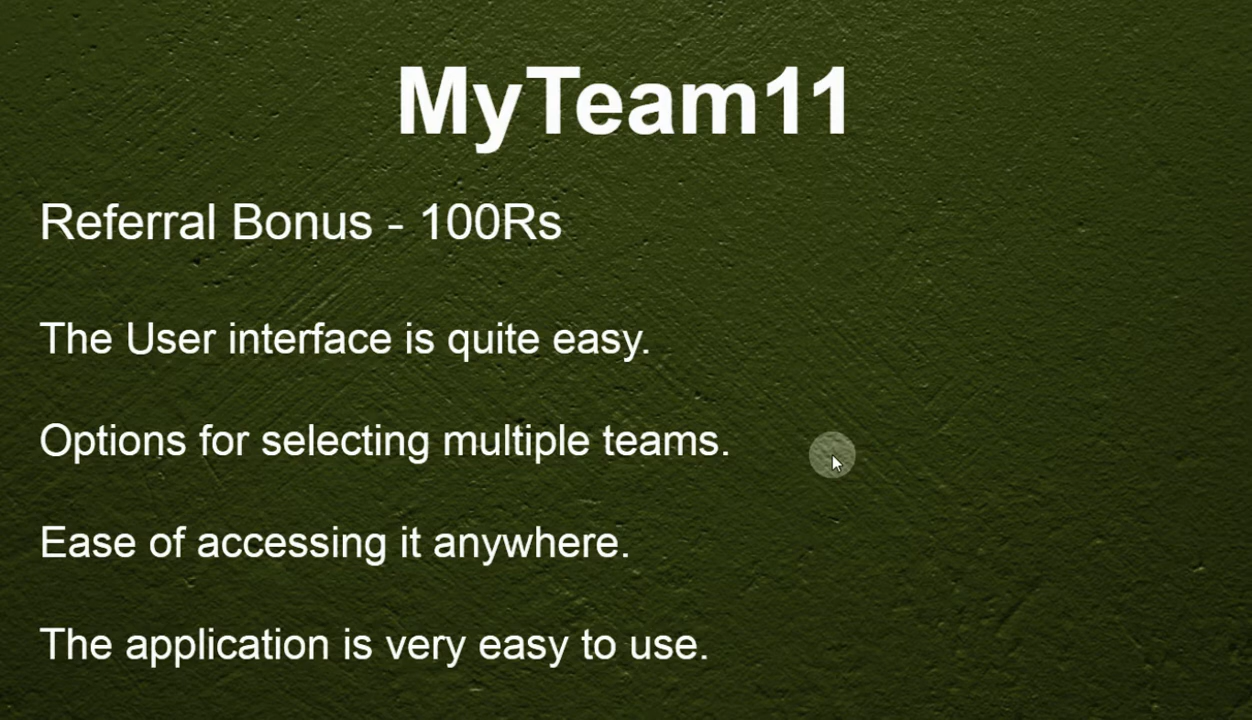 MyTeam11
Referral Bonus - 100Rs
The User interface is quite easy.
Options for selecting multiple teams.
Ease of accessing it anywhere.
The application is very easy to use.